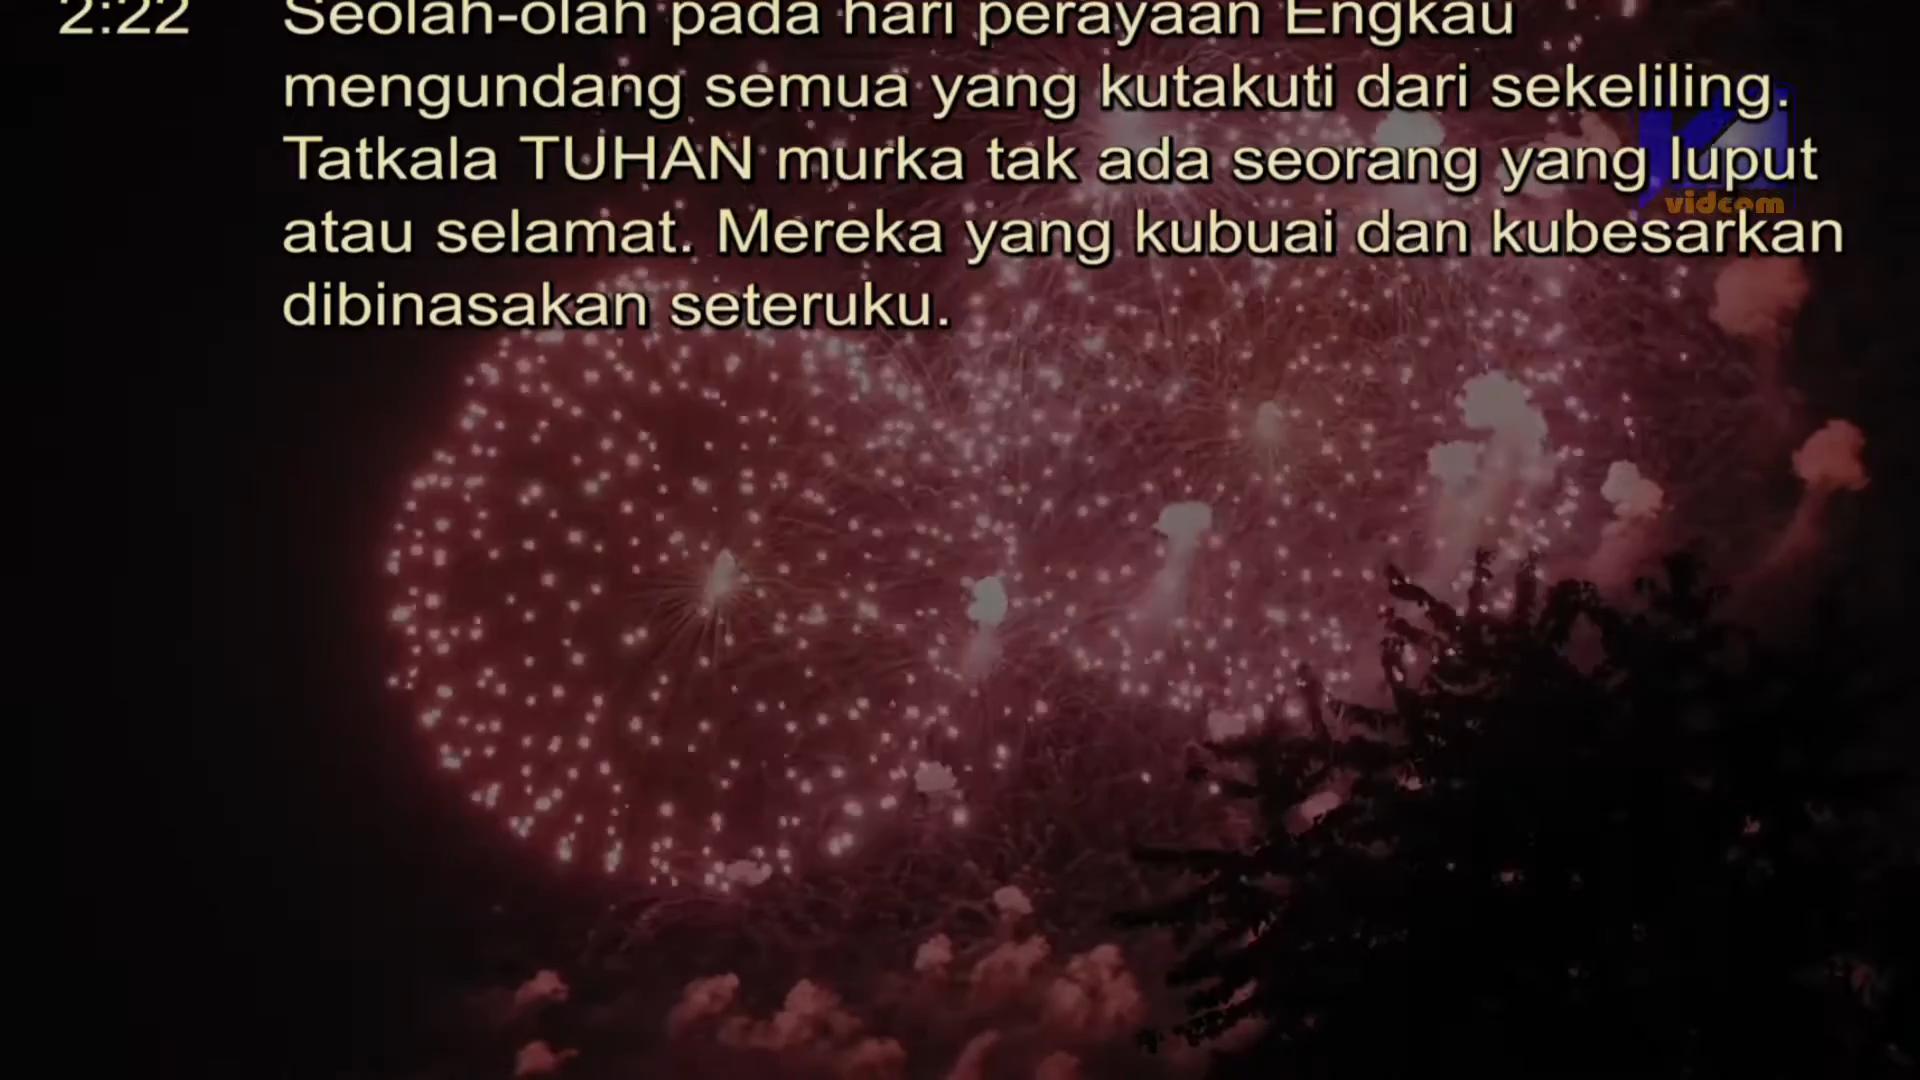 2:22 Seolah-olah pada hari perayaan Engkau
mengundang semua yang kutakuti dari sekeliling.
Tatkala TUHAN murka tak ada seorang yang luput
atau selamat. Mereka yang kubuai dan kubesarkan
dibinasakan seteruku.
vidcom